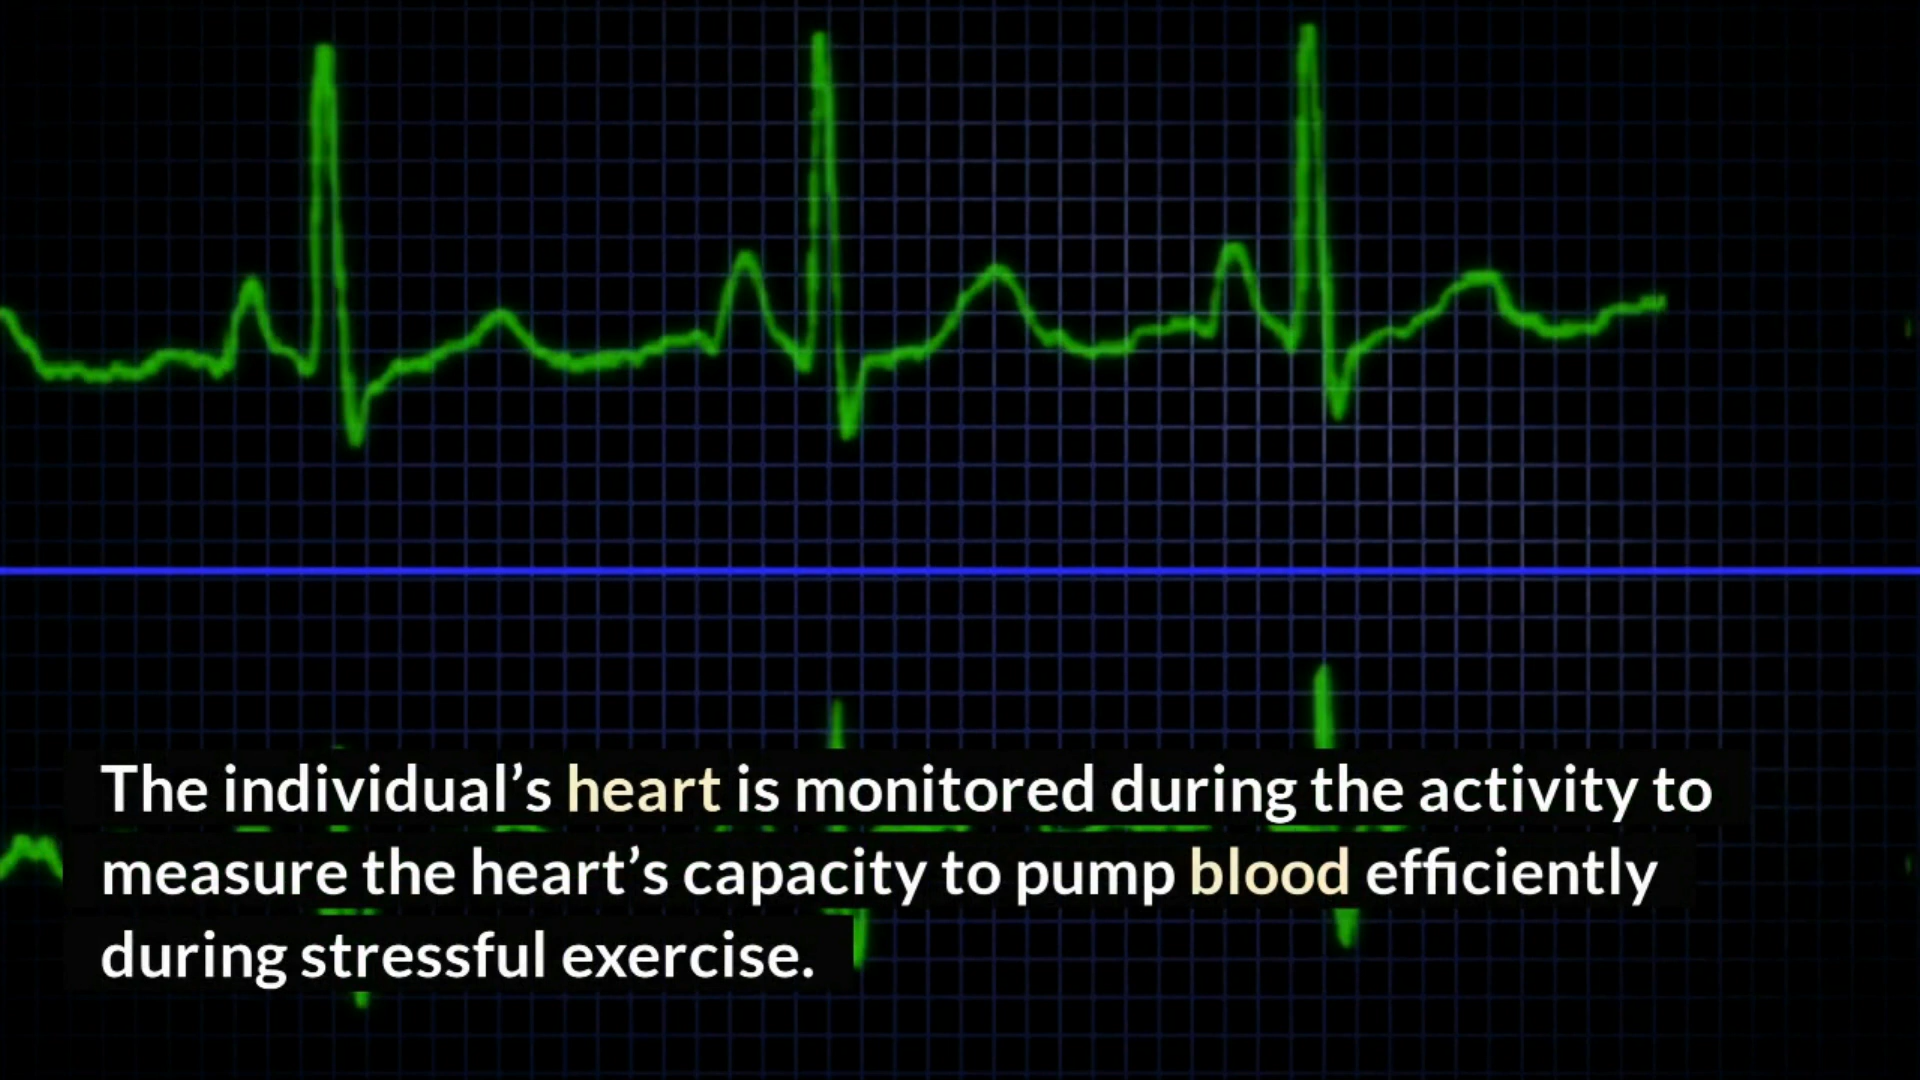 The individual’s heart is monitored during the activity to
measure the heart’s capacity to pump blood efficiently
during stressful exercise.